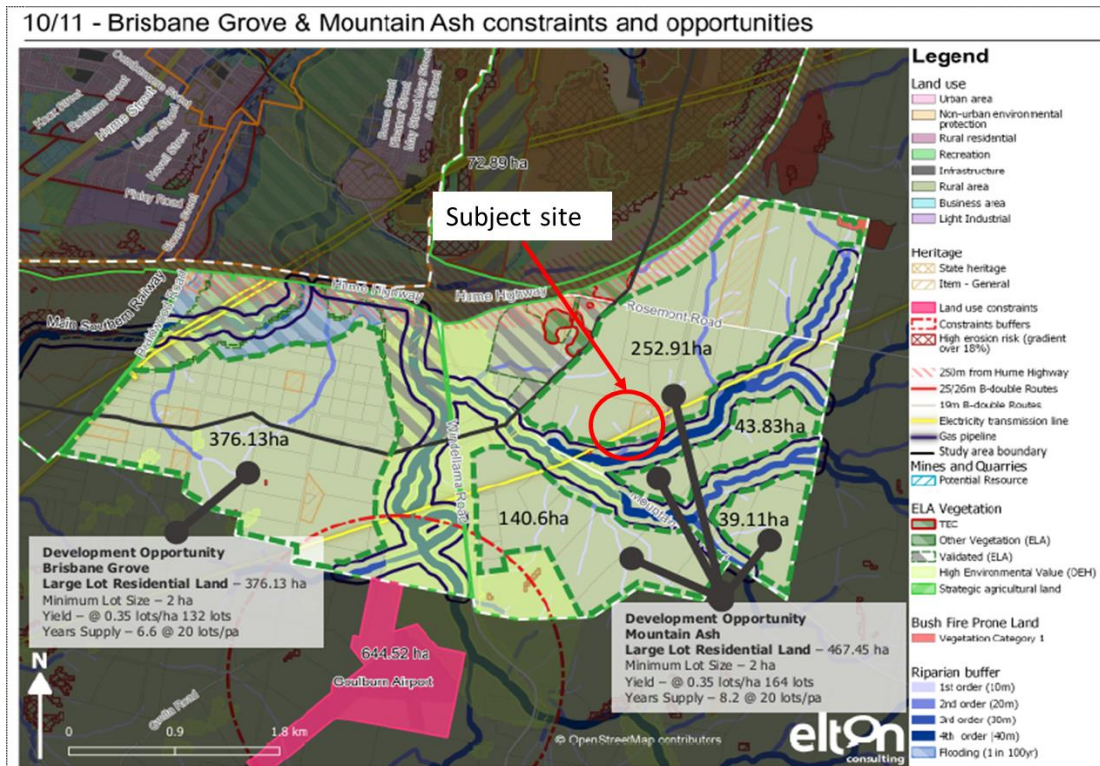 10/11 - Brisbane Grove & Mountain Ash constraints and opportunities
Hume Street
72.89 ha
Subject site
Main Southern Railway
Braidwood Road
Hume Highway
Hume Highway
Rosemont Road
252.91ha
376.13ha
Windellama Road
43.83ha
140.6ha
Mountain
39.11ha
Development Opportunity
Brisbane Grove
Large Lot Residential Land – 376.13 ha
Minimum Lot Size – 2 ha
Yield – @ 0.35 lots/ha 132 lots
Years Supply – 6.6 @ 20 lots/pa
Development Opportunity
Mountain Ash
Large Lot Residential Land – 467.45 ha
Minimum Lot Size – 2 ha
Yield – @ 0.35 lots/ha 164 lots
Years Supply – 8.2 @ 20 lots/pa
644.52 ha
Goulburn Airport
N
0 0.9 1.8 km
© OpenStreetMap contributors
elton
consulting
Legend
Land use
Urban area
Non-urban environmental
protection
Rural residential
Recreation
Infrastructure
Rural area
Business area
Light Industrial
Heritage
State heritage
Item - General
Land use constraints
Constraints buffers
High erosion risk (gradient
over 18%)
250m from Hume Highway
25/26m B-double Routes
19m B-double Routes
Electricity transmission line
Gas pipeline
Study area boundary
Mines and Quarries
Potential Resource
ELA Vegetation
TEC
Other Vegetation (ELA)
Validated (ELA)
High Environmental Value (OEH)
Strategic agricultural land
Bush Fire Prone Land
Vegetation Category 1
Riparian buffer
1st order (10m)
2nd order (20m)
3rd order (30m)
4th order (40m)
Flooding (1 in 100yr)